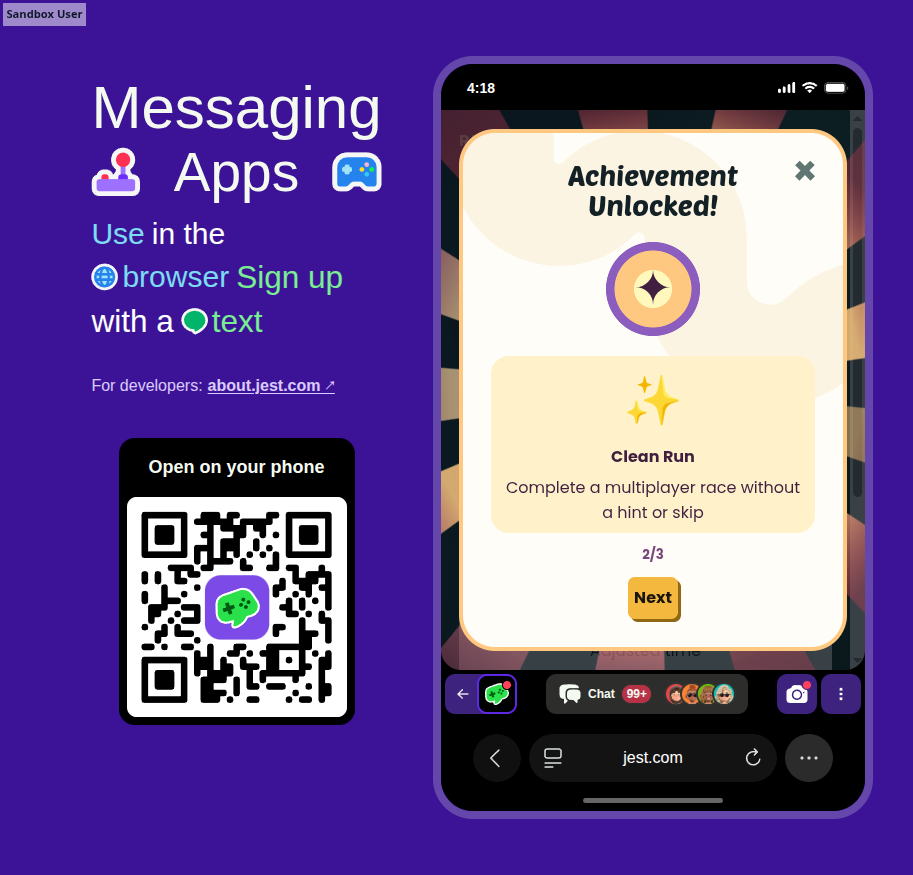 Sandbox User
Messaging
Apps
Use in the
browser Sign up
with a text
For developers: about.jest.com ↗
Open on your phone
4:18
Achievement
Unlocked!
Clean Run
Complete a multiplayer race without
a hint or skip
2/3
Next
Adjusted time
Chat 99+
jest.com